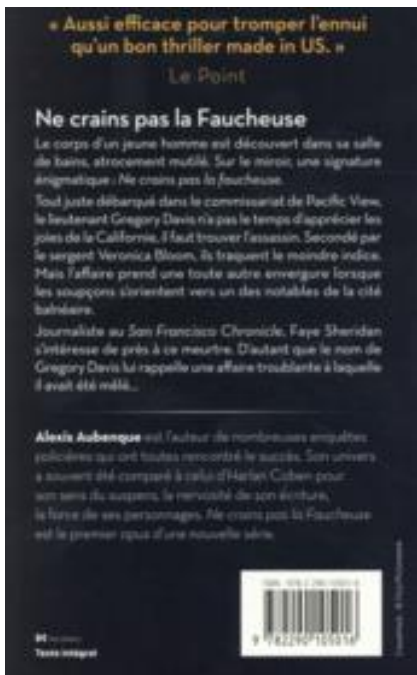 « Aussi efficace pour tromper l'ennui
qu'un bon thriller made in US. »
Le Point
Ne crains pas la Faucheuse
Le corps d'un jeune homme est découvert dans sa salle
de bains, atrocement mutilé. Sur le miroir, une signature
énigmatique : Ne crains pas la faucheuse.
Tout juste débarqué dans le commissariat de Pacific View,
le lieutenant Gregory Davis n'a pas le temps d'apprécier les
joies de la Californie, il faut trouver l'assassin. Secondé par
le sergent Veronica Bloom, ils traquent le moindre indice.
Mais l'affaire prend une toute autre envergure lorsque
les soupçons s'orientent vers un des notables de la cité
balnéaire.
Journaliste au San Francisco Chronicle, Faye Sheridan
s'intéresse de près à ce meurtre. D'autant que le nom de
Gregory Davis lui rappelle une affaire troublante à laquelle
il avait été mêlé...
Alexis Aubenque est l'auteur de nombreuses enquêtes
policières qui ont toutes rencontré le succès. Son univers
a souvent été comparé à celui d'Harlan Coben pour
son sens du suspens, la nervosité de son écriture,
la force de ses personnages. Ne crains pas la Faucheuse
est le premier opus d'une nouvelle série.
9 782290 105016
Texte intégral